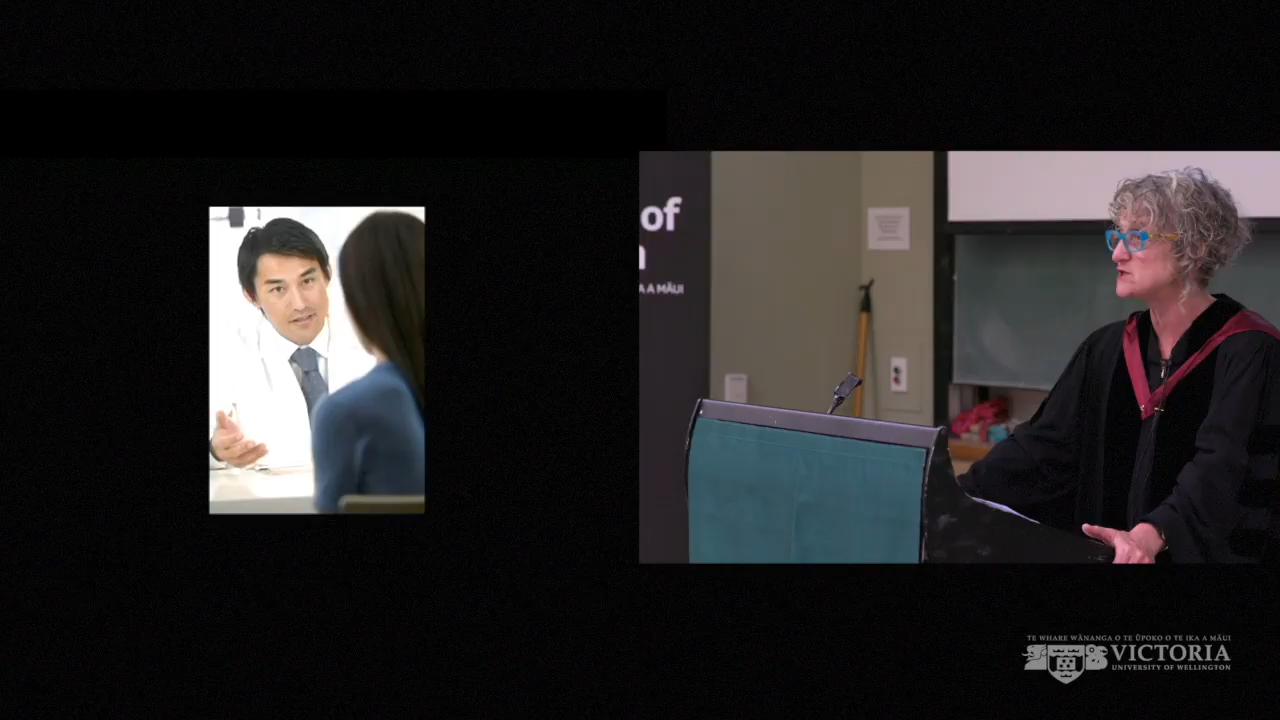 of
A A MĀUI
TE WHARE WĀNANGA O TE ŪPOKO O TE IKA A MĀUI
VICTORIA
UNIVERSITY OF WELLINGTON